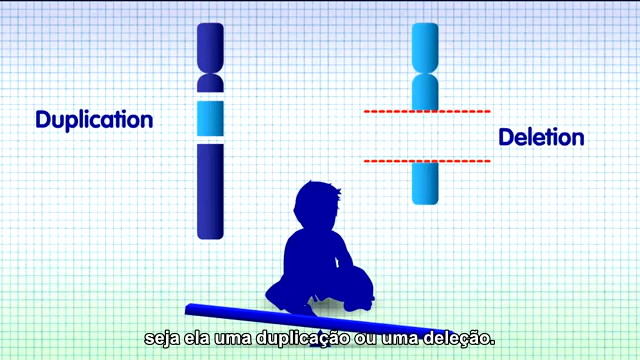 Duplication
Deletion
seja ela uma duplicação ou uma deleção.